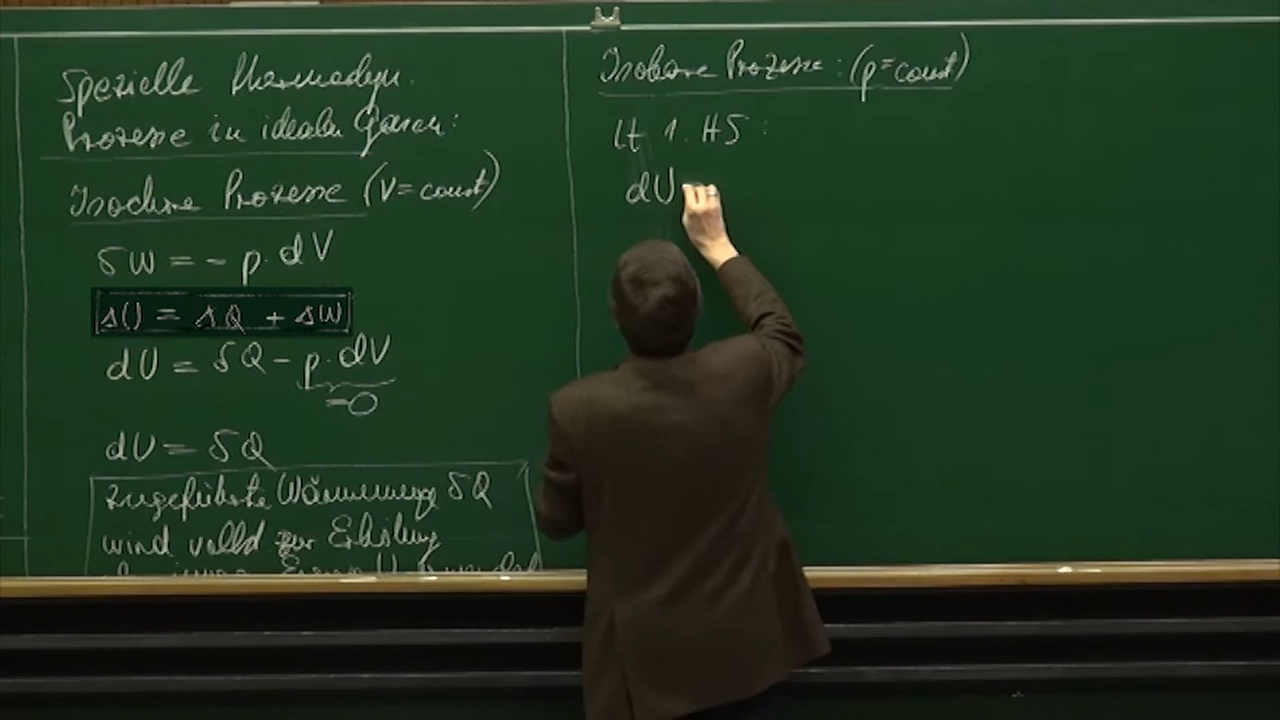 Spezielle thermodyn.
Prozesse in idealen Gasen:
Isochore Prozesse (V=const)
δW = - p · dV
ΔU = ΔQ + ΔW
dU = δQ - p · dV
=0
dU = δQ
zugeführte Wärmemenge δQ
wird vollst zur Erhöhung
Isobare Prozesse: (p=const)
Lt 1. HS:
dU